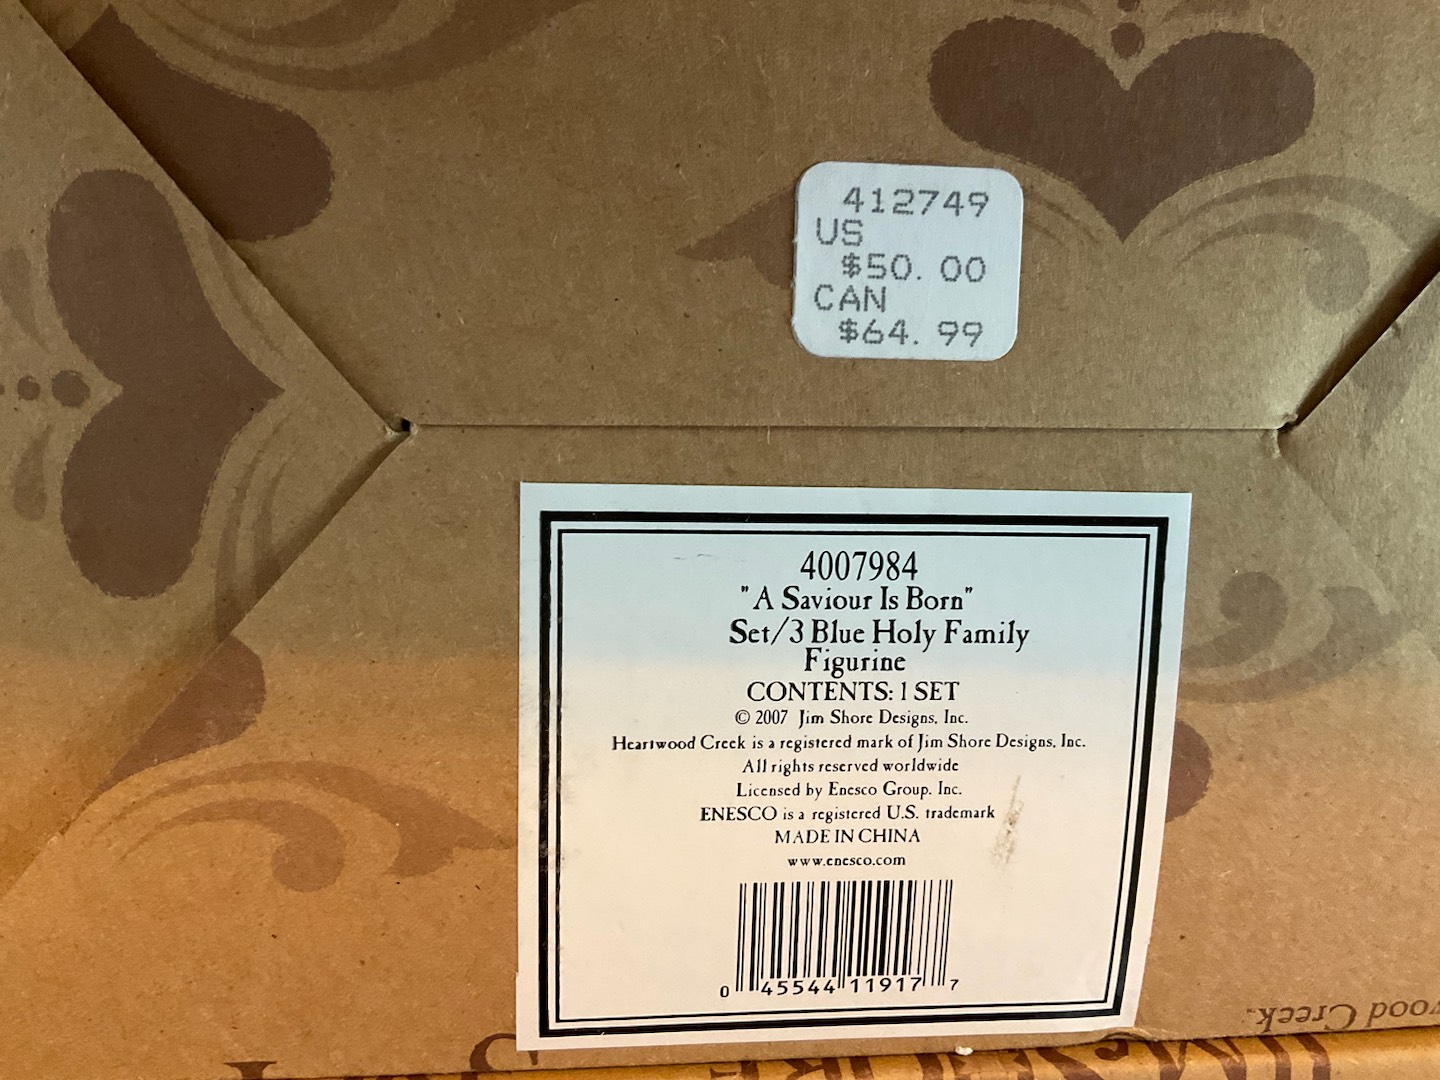 412749
US
$50.00
CAN
$64.99
4007984
"A Saviour Is Born"
Set/3 Blue Holy Family
Figurine
CONTENTS: 1 SET
© 2007 Jim Shore Designs, Inc.
Heartwood Creek is a registered mark of Jim Shore Designs, Inc.
All rights reserved worldwide
Licensed by Enesco Group. Inc.
ENESCO is a registered U.S. trademark
MADE IN CHINA
www.enesco.com
0 45544 11917 7
wood Creek™